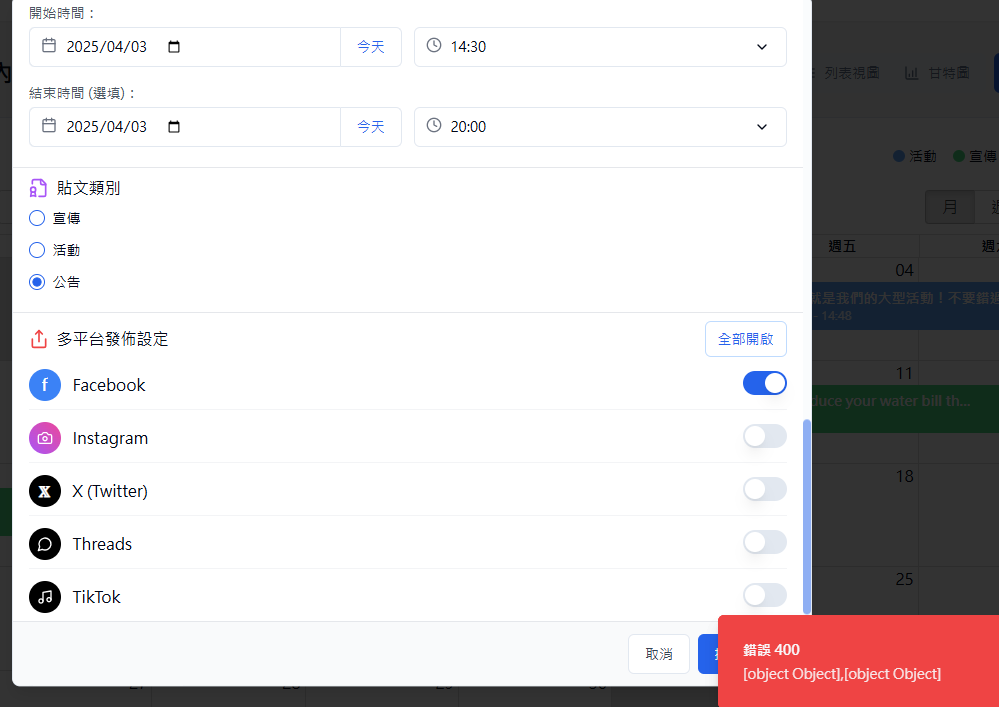 開始時間：
2025/04/03
今天
14:30
結束時間 (選填)：
2025/04/03
今天
20:00
貼文類別
宣傳
活動
公告
多平台發佈設定
全部開啟
f Facebook
Instagram
X X (Twitter)
Threads
TikTok
取消
錯誤 400
[object Object],[object Object]
列表視圖
甘特圖
活動
宣傳
月
週五
04
就是我們的大型活動！不要錯過
- 14:48
11
duce your water bill th...
18
25